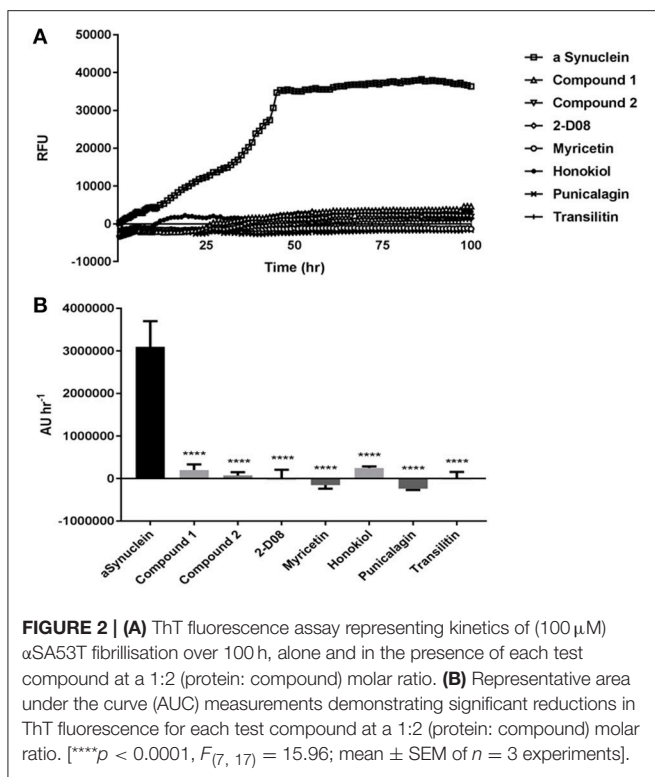 A
50000
40000
30000
20000
10000
0
-10000
RFU
25
50
75
100
Time (hr)
a Synuclein
Compound 1
Compound 2
2-D08
Myricetin
Honokiol
Punicalagin
Transilitin
B
4000000
3000000
2000000
1000000
0
-1000000
AU hr⁻¹
****
****
****
****
****
****
****
aSynuclein
Compound 1
Compound 2
2-D08
Myricetin
Honokiol
Punicalagin
Transilitin
FIGURE 2 | (A) ThT fluorescence assay representing kinetics of (100 μM)
αSA53T fibrillisation over 100 h, alone and in the presence of each test
compound at a 1:2 (protein: compound) molar ratio. (B) Representative area
under the curve (AUC) measurements demonstrating significant reductions in
ThT fluorescence for each test compound at a 1:2 (protein: compound) molar
ratio. [****p < 0.0001, F(7, 17) = 15.96; mean ± SEM of n = 3 experiments].